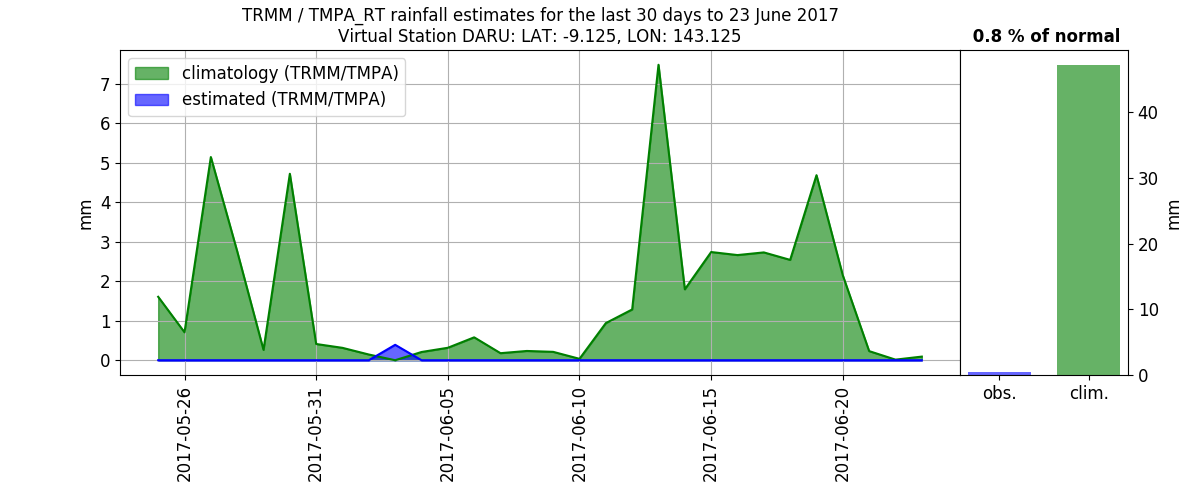 TRMM / TMPA_RT rainfall estimates for the last 30 days to 23 June 2017
Virtual Station DARU: LAT: -9.125, LON: 143.125
0.8 % of normal
climatology (TRMM/TMPA)
estimated (TRMM/TMPA)
mm
7
6
5
4
3
2
1
0
2017-05-26
2017-05-31
2017-06-05
2017-06-10
2017-06-15
2017-06-20
40
30
20
10
0
mm
obs.
clim.